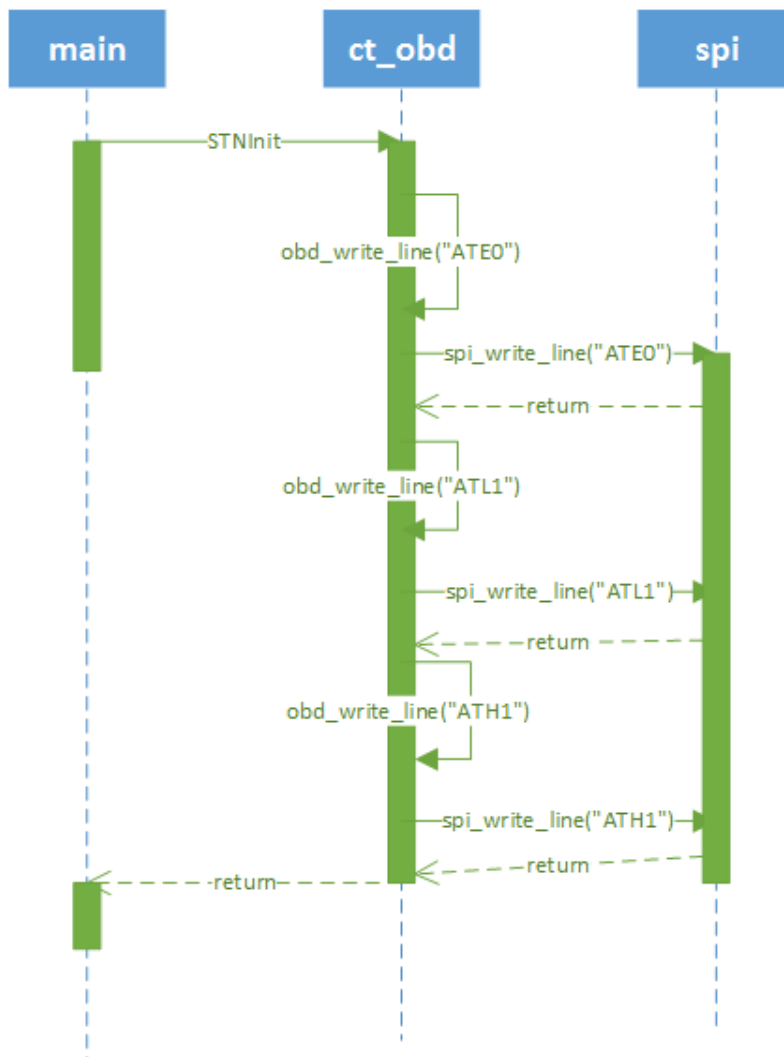 main
ct_obd
spi
STNInit
obd_write_line("ATE0")
spi_write_line("ATE0")
return
obd_write_line("ATL1")
spi_write_line("ATL1")
return
obd_write_line("ATH1")
spi_write_line("ATH1")
return
return